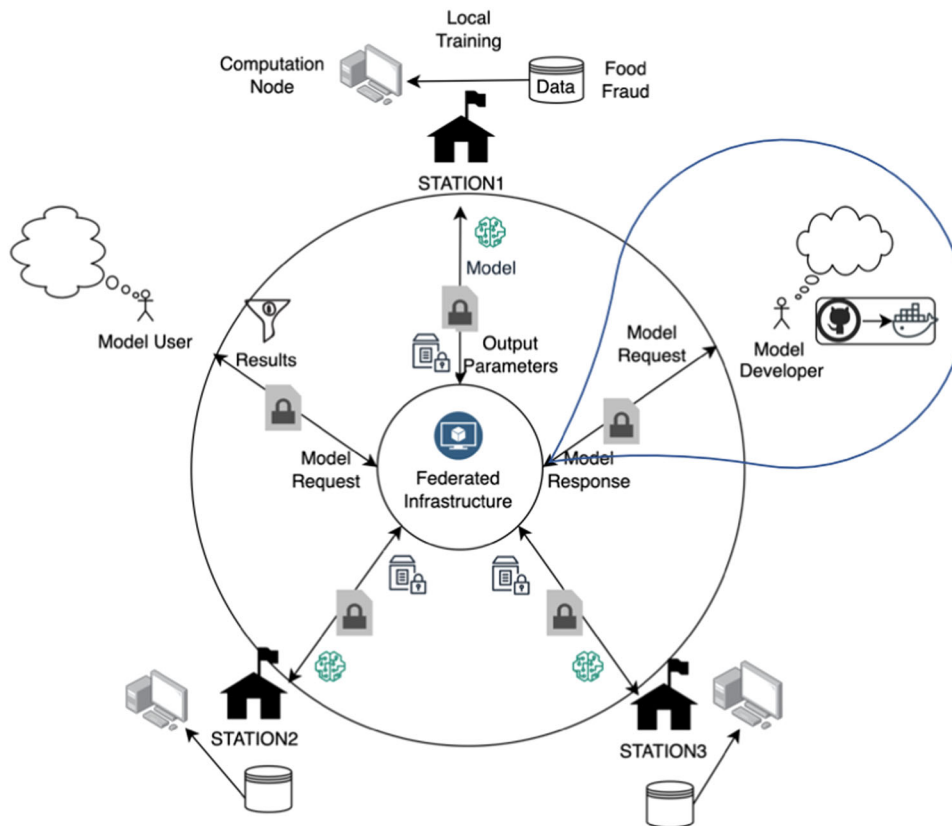 Local
Training
Computation
Node
Data
Food
Fraud
STATION1
Model
Model User
Results
Output
Parameters
Model
Request
Model
Developer
Model
Request
Model
Response
Federated
Infrastructure
STATION2
STATION3